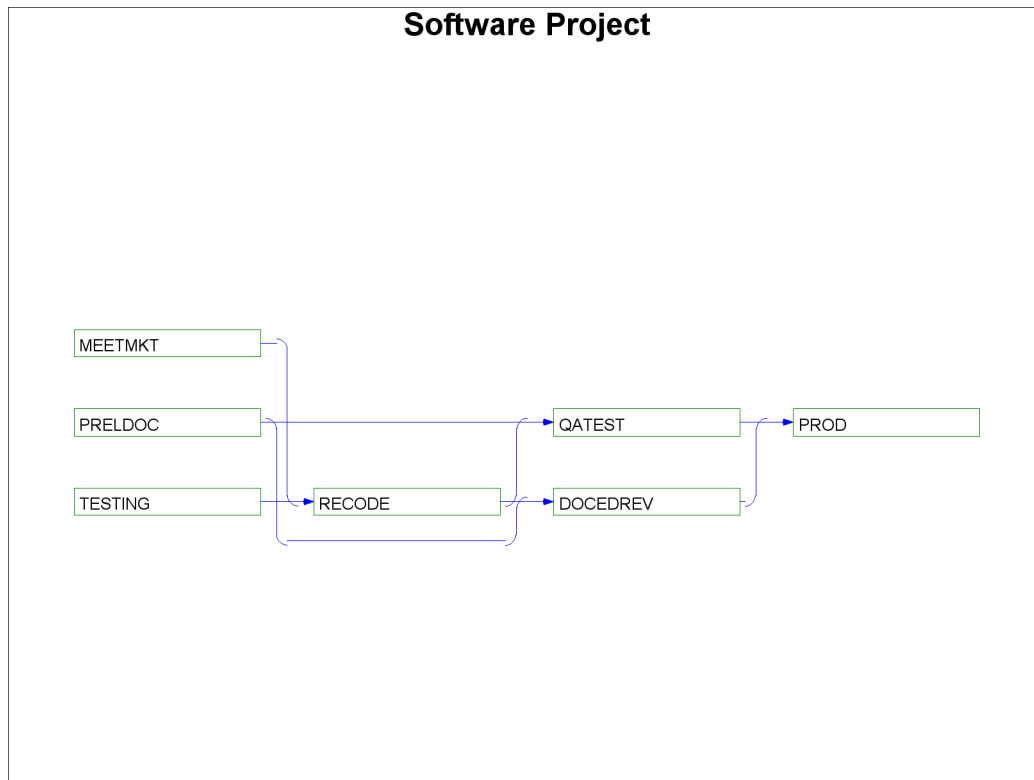 Software Project
MEETMKT
PRELDOC
QATEST
PROD
TESTING
RECODE
DOCEDREV